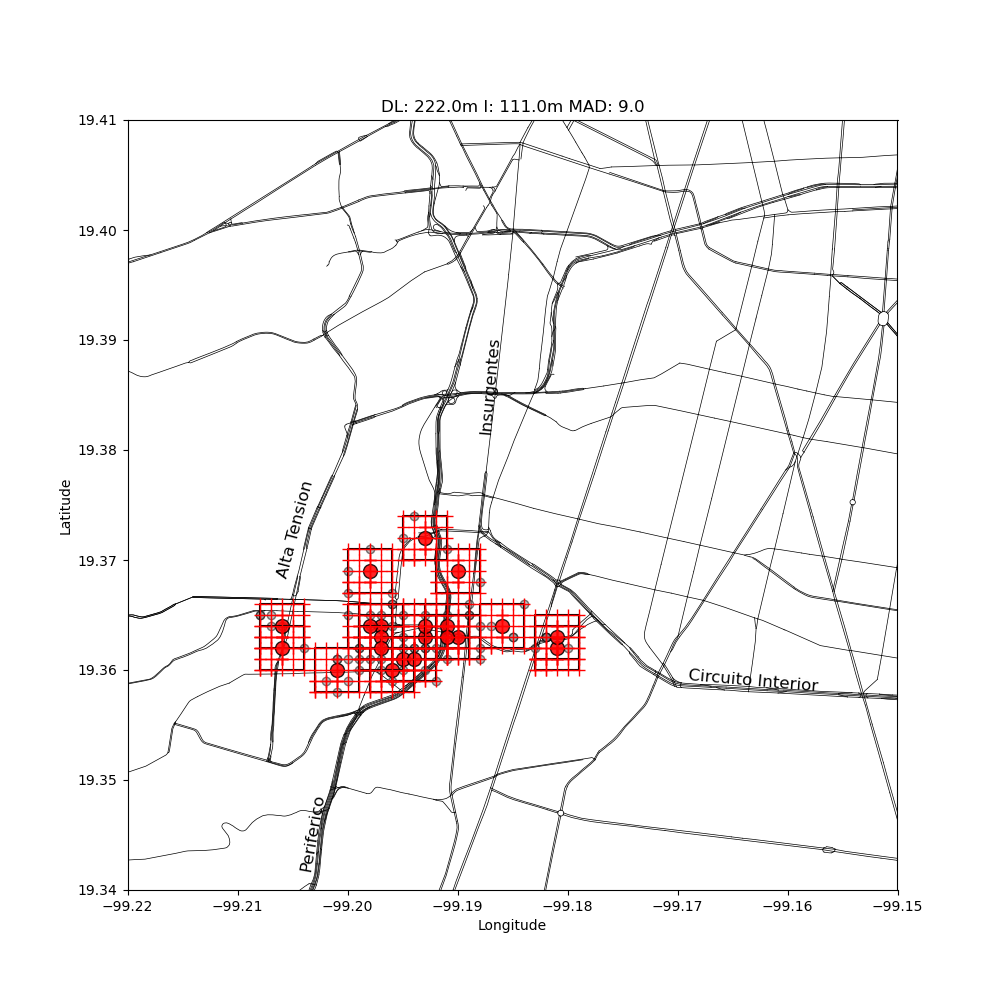 DL: 222.0m I: 111.0m MAD: 9.0
19.41
19.40
19.39
19.38
19.37
19.36
19.35
19.34
Latitude
Insurgentes
Alta Tension
Circuito Interior
Periferico
−99.22 −99.21 −99.20 −99.19 −99.18 −99.17 −99.16 −99.15
Longitude